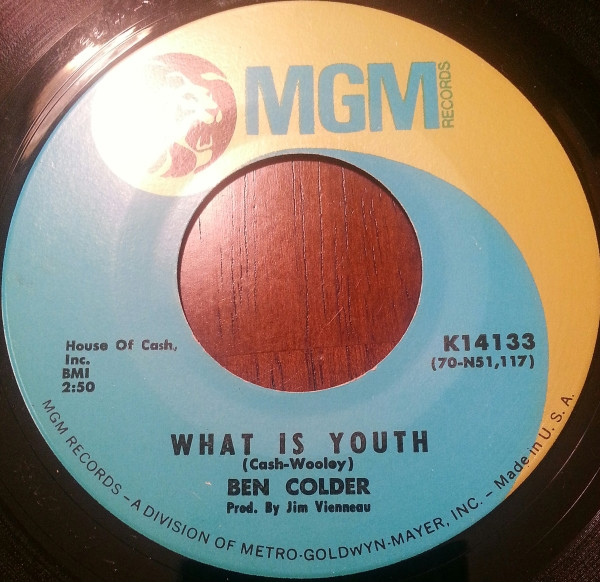 MGM
RECORDS
House Of Cash,
Inc.
BMI
2:50
K14133
(70-N51,117)
WHAT IS YOUTH
(Cash-Wooley)
BEN COLDER
Prod. By Jim Vienneau
MGM RECORDS – A DIVISION OF METRO-GOLDWYN-MAYER, INC. – Made in U. S. A.